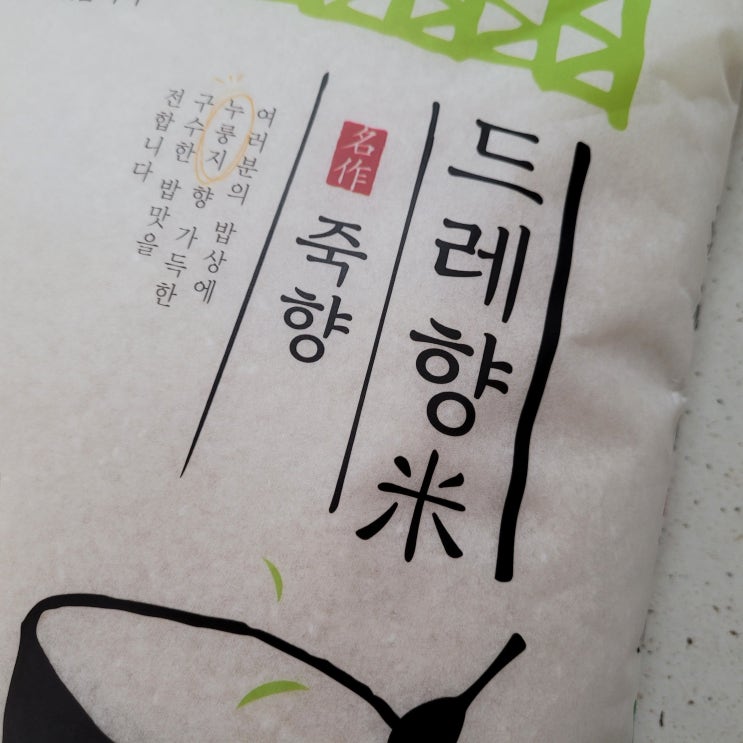 드레향米
名作
죽향
여러분의 밥상에
누룽지 향 가득한
구수한 밥맛을
전합니다